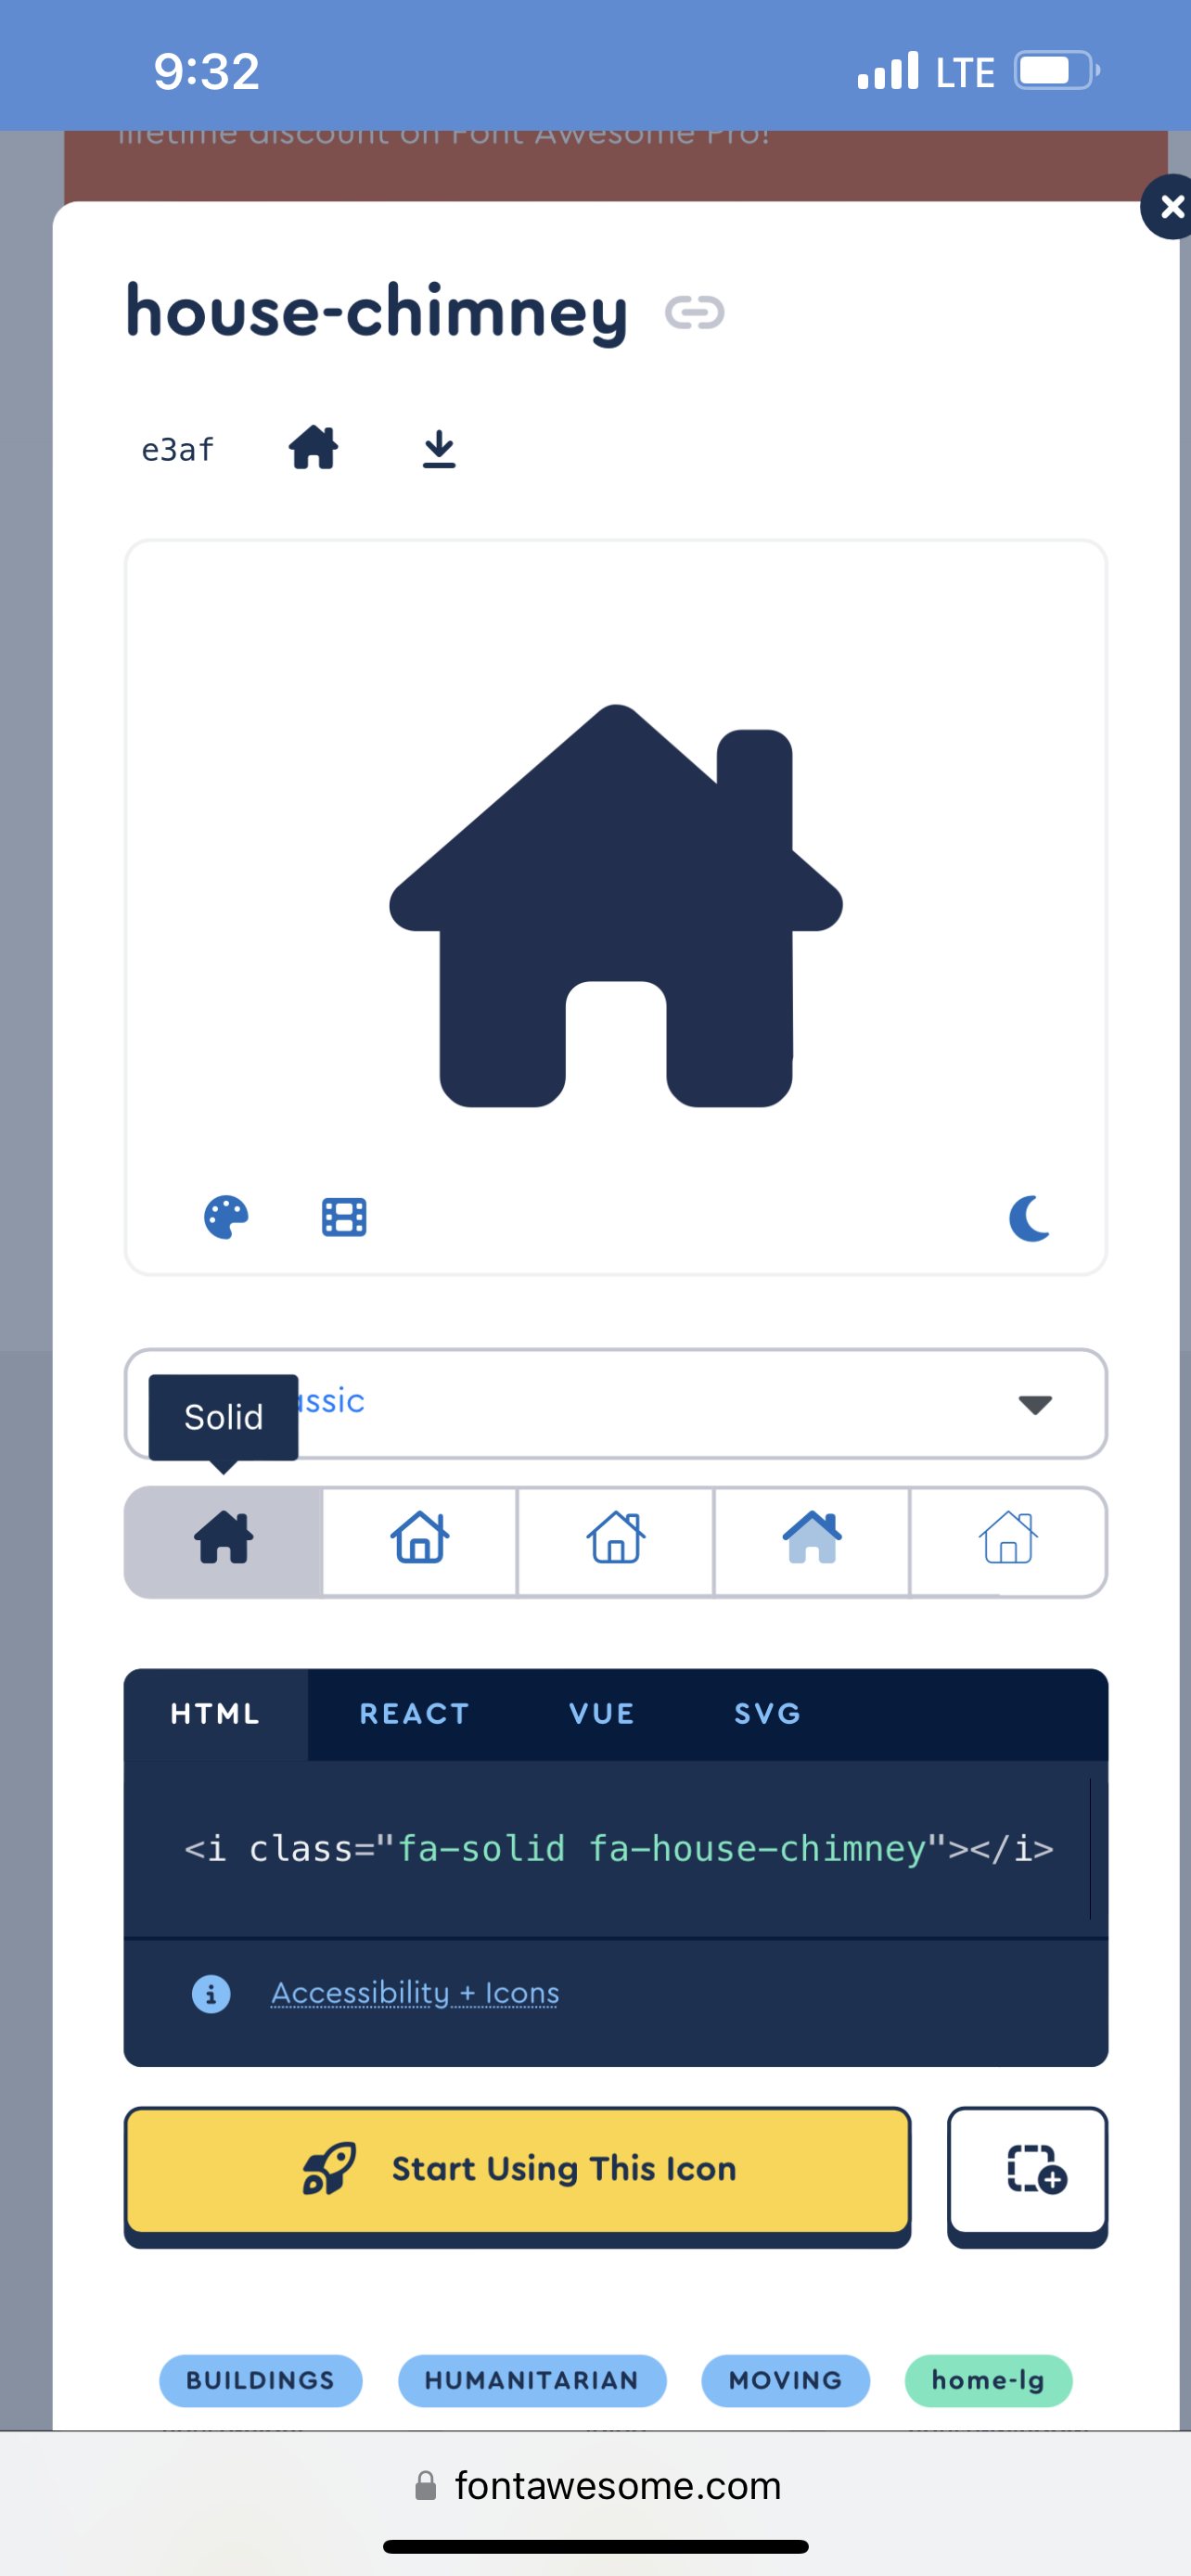 9:32 LTE
lifetime discount on Font Awesome Pro!
house-chimney
e3af
assic
Solid
HTML REACT VUE SVG
<i class="fa-solid fa-house-chimney"></i>
Accessibility + Icons
Start Using This Icon
BUILDINGS HUMANITARIAN MOVING home-lg
fontawesome.com